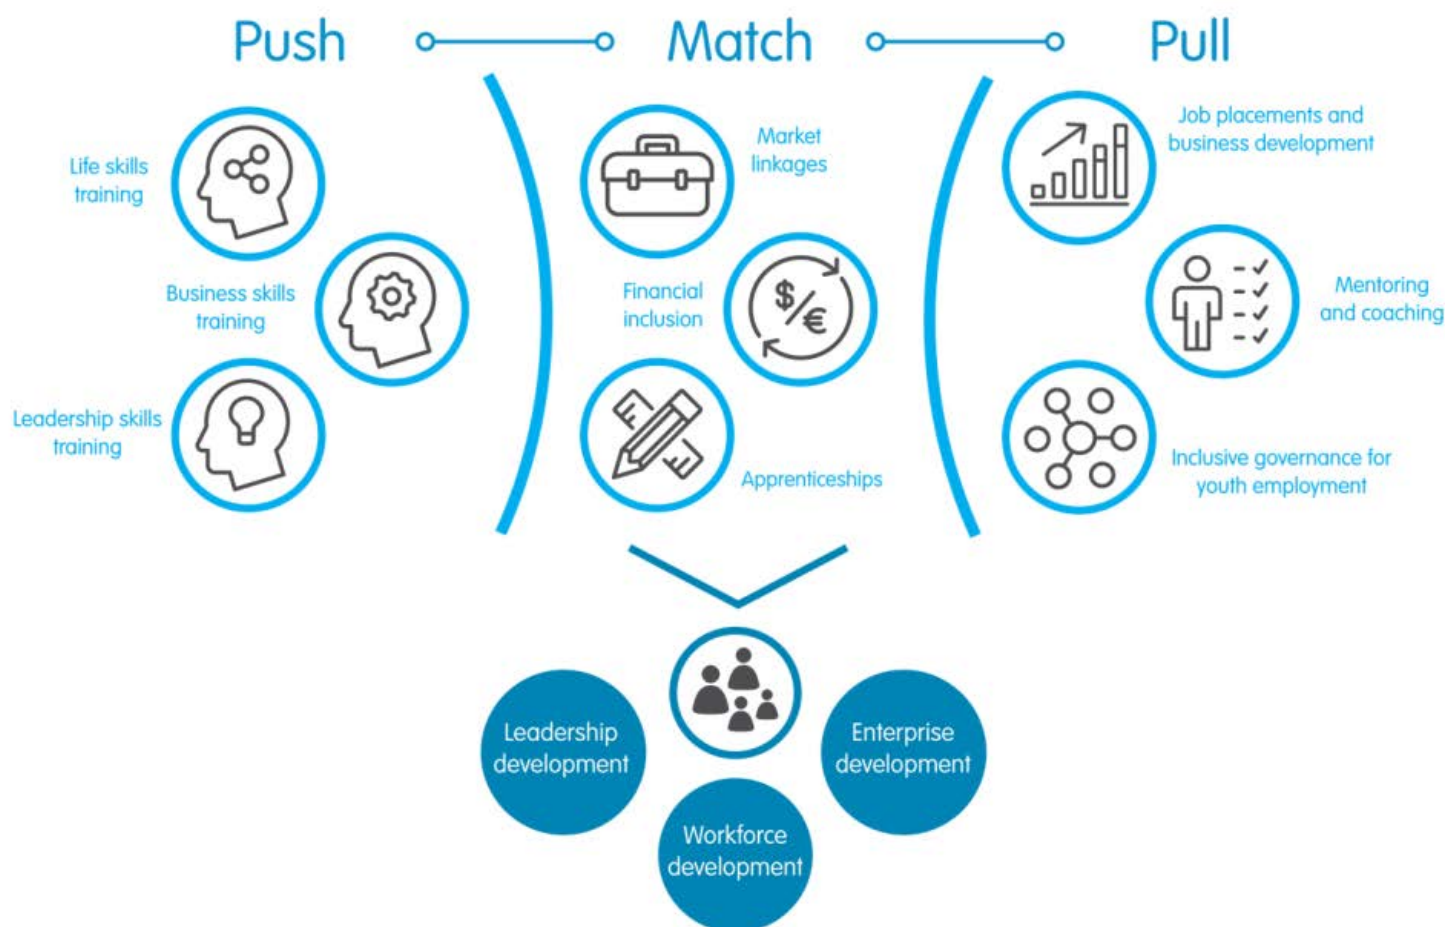 Push
Match
Pull
Life skills
training
Business skills
training
Leadership skills
training
Market
linkages
Financial
inclusion
$/€
Apprenticeships
Job placements and
business development
Mentoring
and coaching
Inclusive governance for
youth employment
Leadership
development
Enterprise
development
Workforce
development